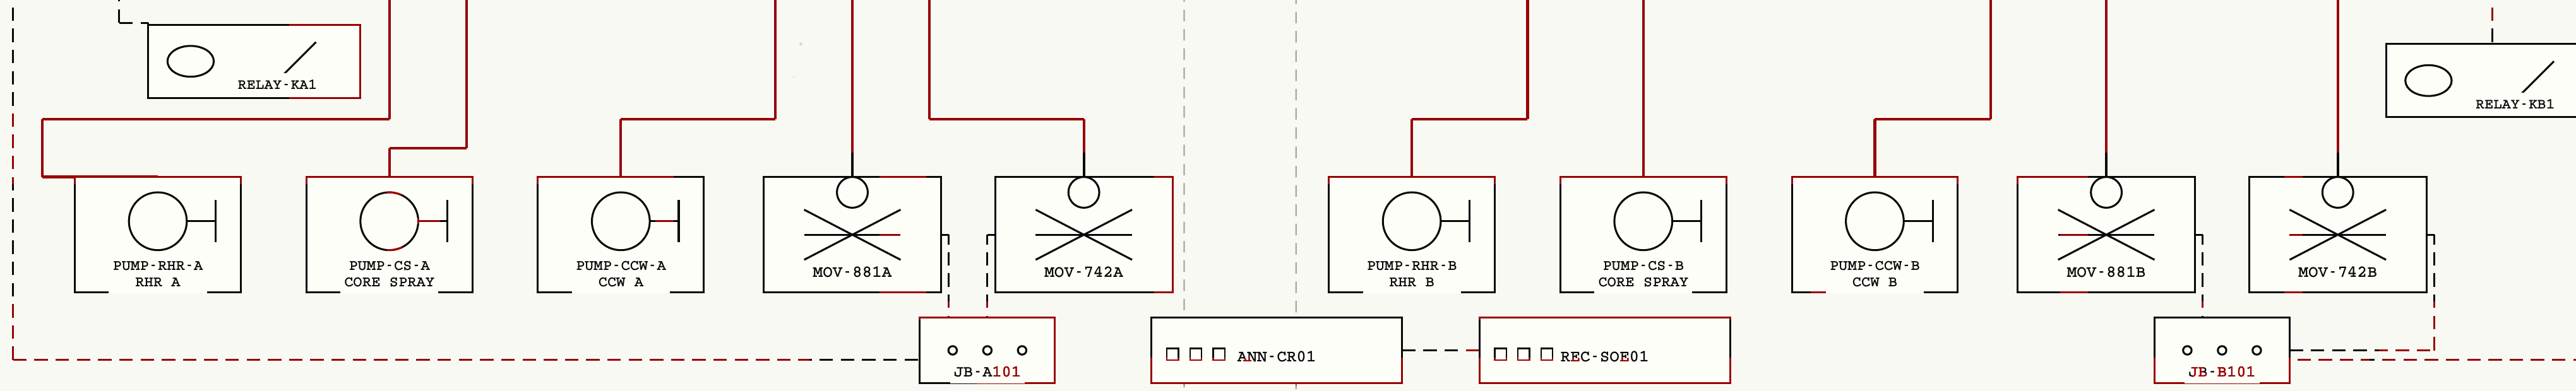 RELAY-KA1
RELAY-KB1
PUMP-RHR-A
RHR A
PUMP-CS-A
CORE SPRAY
PUMP-CCW-A
CCW A
MOV-881A
MOV-742A
PUMP-RHR-B
RHR B
PUMP-CS-B
CORE SPRAY
PUMP-CCW-B
CCW B
MOV-881B
MOV-742B
JB-A101
ANN-CR01
REC-SOE01
JB-B101